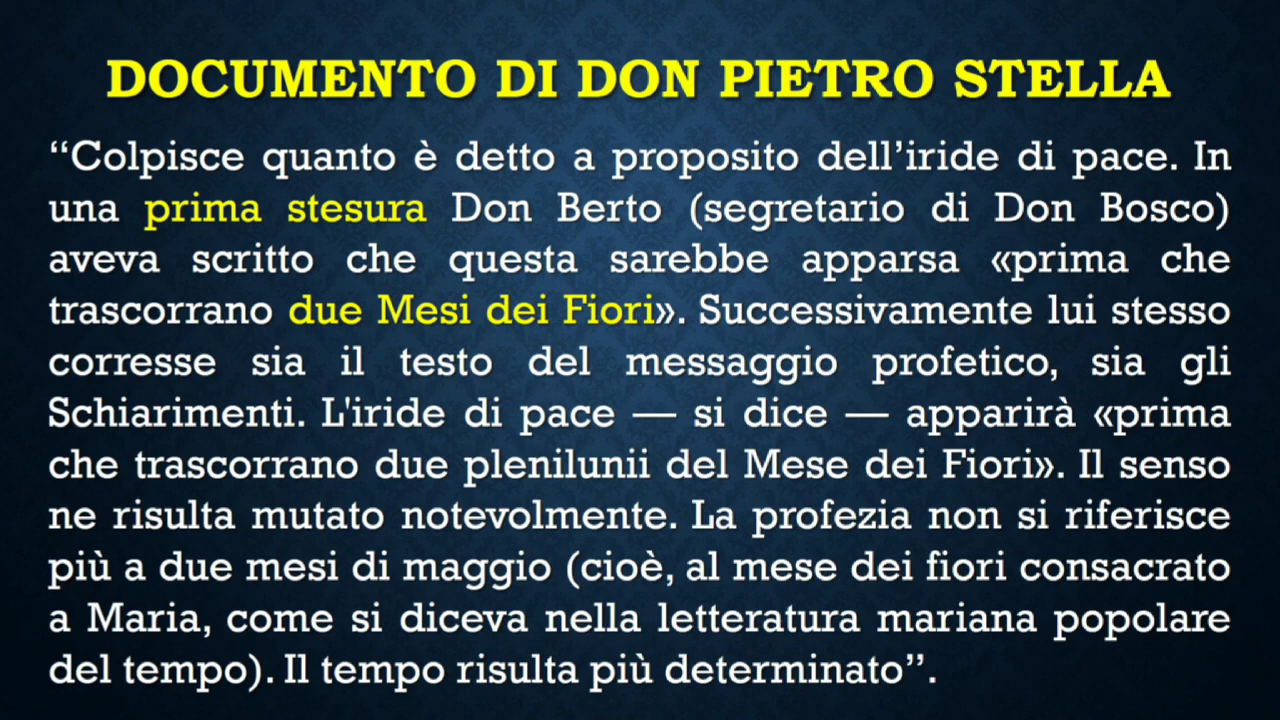 DOCUMENTO DI DON PIETRO STELLA
“Colpisce quanto è detto a proposito dell’iride di pace. In
una prima stesura Don Berto (segretario di Don Bosco)
aveva scritto che questa sarebbe apparsa «prima che
trascorrano due Mesi dei Fiori». Successivamente lui stesso
corresse sia il testo del messaggio profetico, sia gli
Schiarimenti. L'iride di pace — si dice — apparirà «prima
che trascorrano due plenilunii del Mese dei Fiori». Il senso
ne risulta mutato notevolmente. La profezia non si riferisce
più a due mesi di maggio (cioè, al mese dei fiori consacrato
a Maria, come si diceva nella letteratura mariana popolare
del tempo). Il tempo risulta più determinato”.